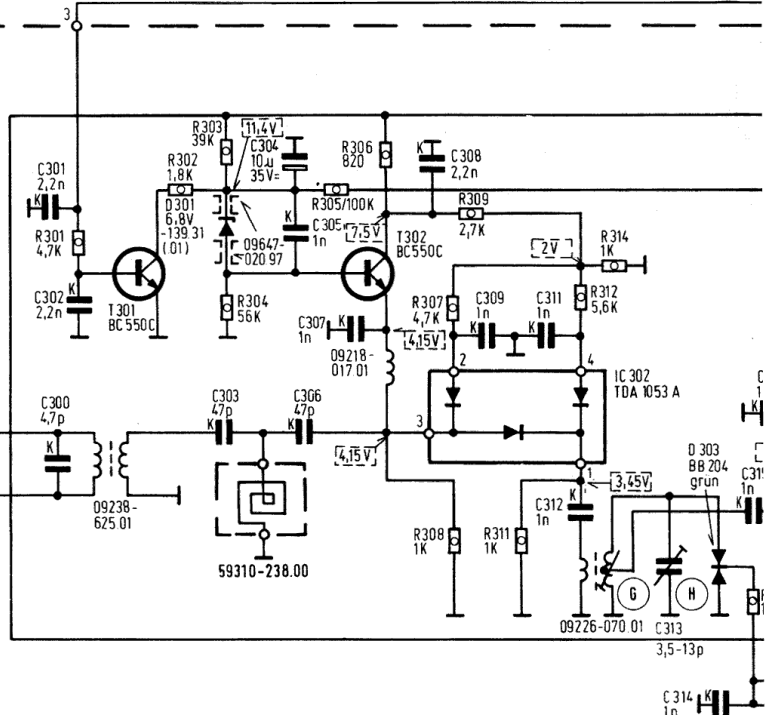 3
R303
39K
11,4V
C304
10µ
35V=
R306
820
K
C308
2,2n
C301
2,2n
K
R302
1,8K
D301
6,8V
-139.31
(.01)
R305/100K
R309
2,7K
R301
4,7K
K
C305
1n
7,5V
T302
BC550C
2V
R314
1K
09647-
020.97
C302
2,2n
K
T301
BC550C
R304
56K
C307
1n
K
4,15V
R307
4,7K
C309
1n
K
C311
1n
K
R312
5,6K
09218-
017.01
2
4
IC302
TDA 1053 A
C300
4,7p
K
C303
47p
K
C306
47p
K
3
4,15V
1
3,45V
D303
BB 204
grün
C315
1n
K
K
09238-
625.01
59310-238.00
R308
1K
R311
1K
C312
1n
K
G
H
09226-070.01
C313
3,5-13p
C314
1n
K